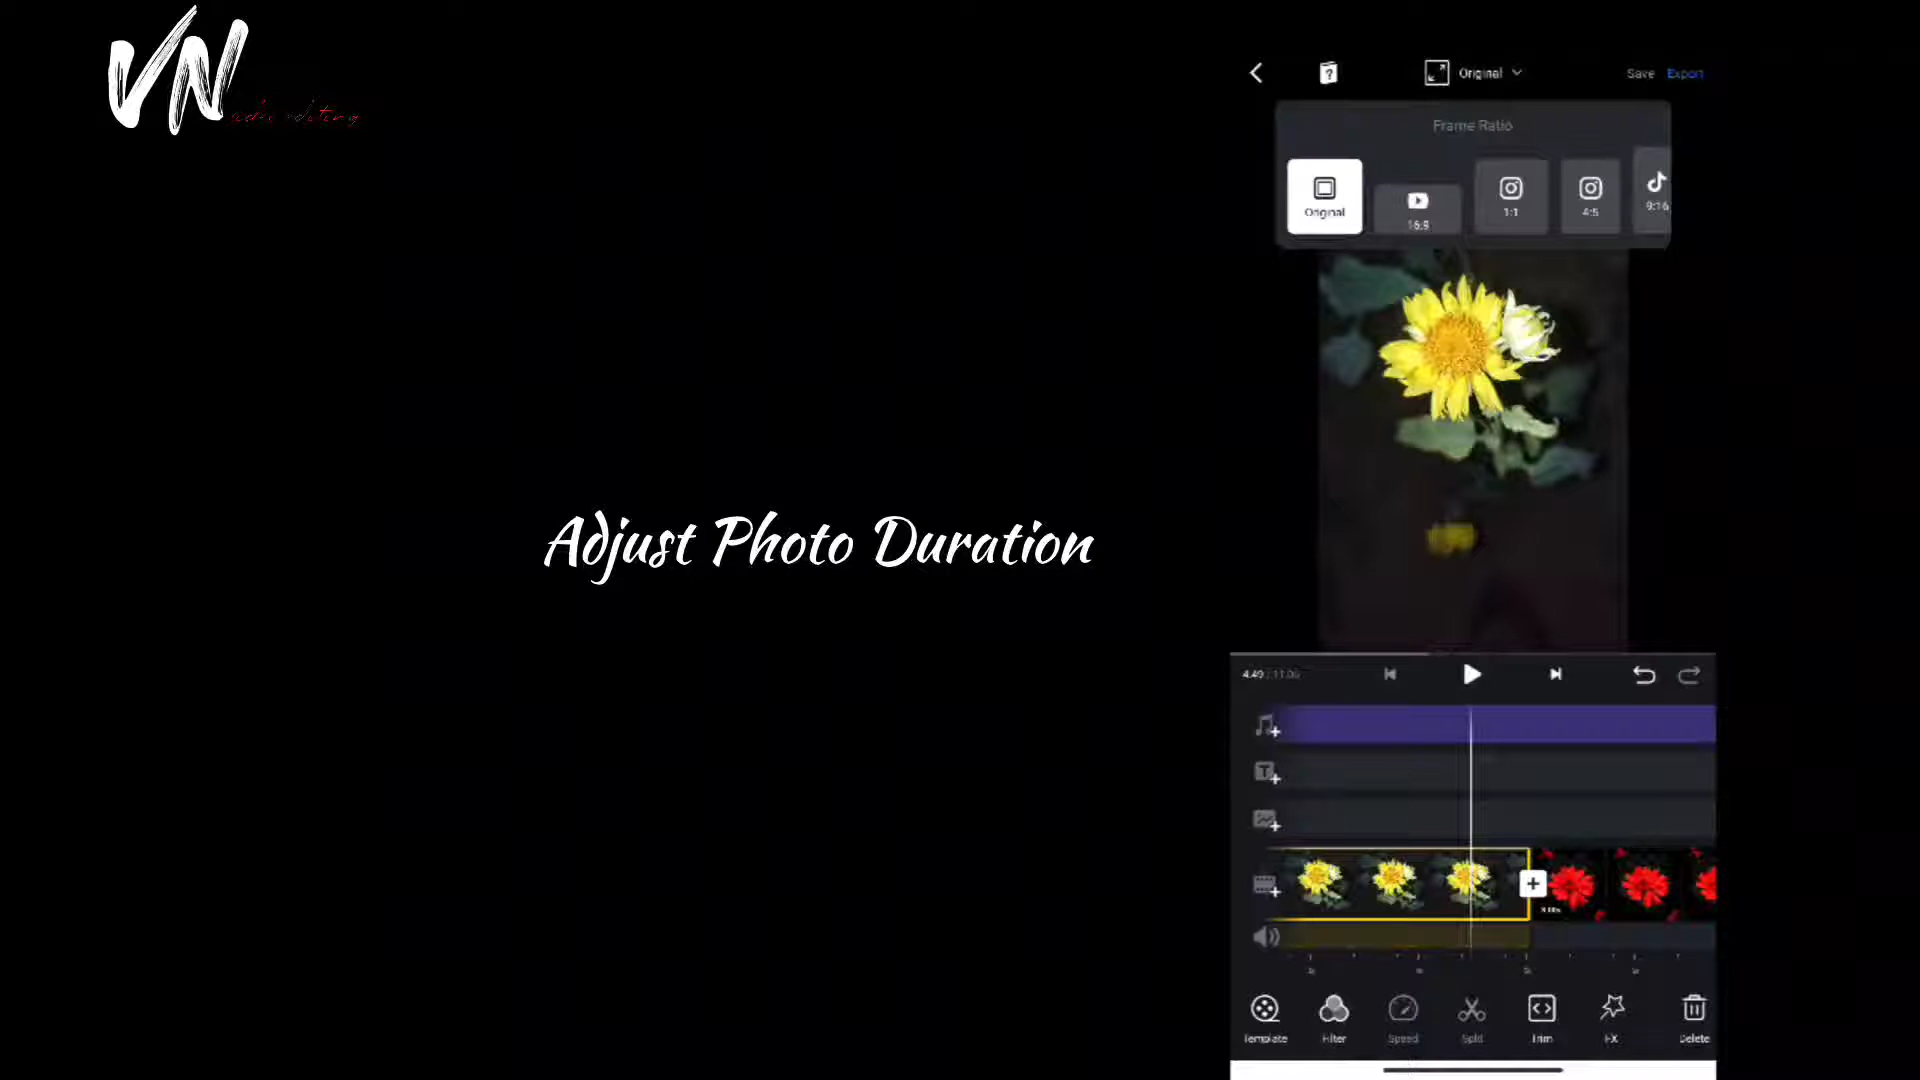 VN
Adjust Photo Duration
Original
Save
Export
Frame Ratio
Original
16:9
1:1
4:5
9:16
Template
Filter
Speed
Split
Trim
FX
Delete